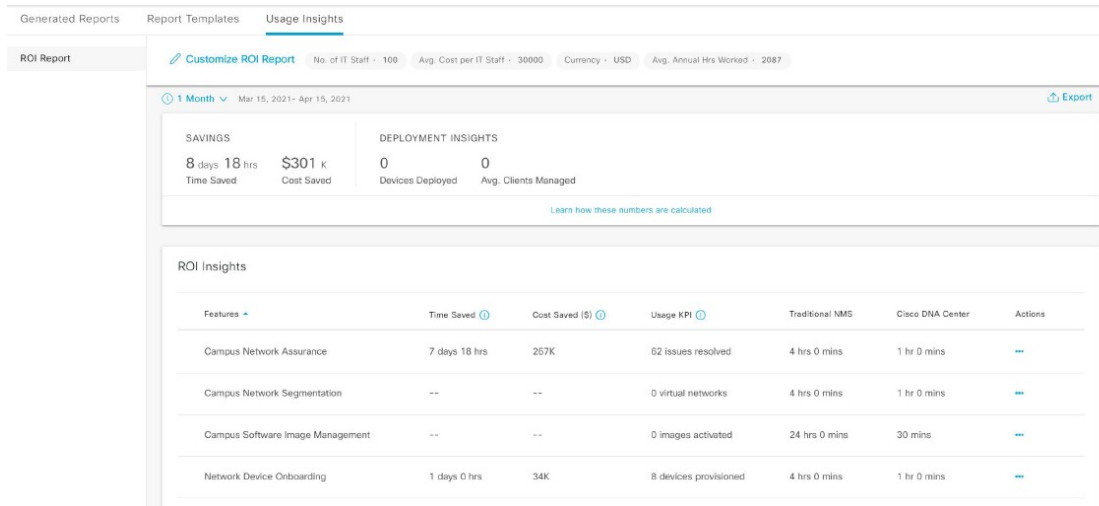 Generated Reports Report Templates Usage Insights
ROI Report
Customize ROI Report No. of IT Staff · 100 Avg. Cost per IT Staff · 30000 Currency · USD Avg. Annual Hrs Worked · 2087
1 Month Mar 15, 2021- Apr 15, 2021 Export
SAVINGS DEPLOYMENT INSIGHTS
8 days 18 hrs $301 K 0 0
Time Saved Cost Saved Devices Deployed Avg. Clients Managed
Learn how these numbers are calculated
ROI Insights
Features Time Saved Cost Saved ($) Usage KPI Traditional NMS Cisco DNA Center Actions
Campus Network Assurance 7 days 18 hrs 267K 62 issues resolved 4 hrs 0 mins 1 hr 0 mins
Campus Network Segmentation -- -- 0 virtual networks 4 hrs 0 mins 1 hr 0 mins
Campus Software Image Management -- -- 0 images activated 24 hrs 0 mins 30 mins
Network Device Onboarding 1 days 0 hrs 34K 8 devices provisioned 4 hrs 0 mins 1 hr 0 mins